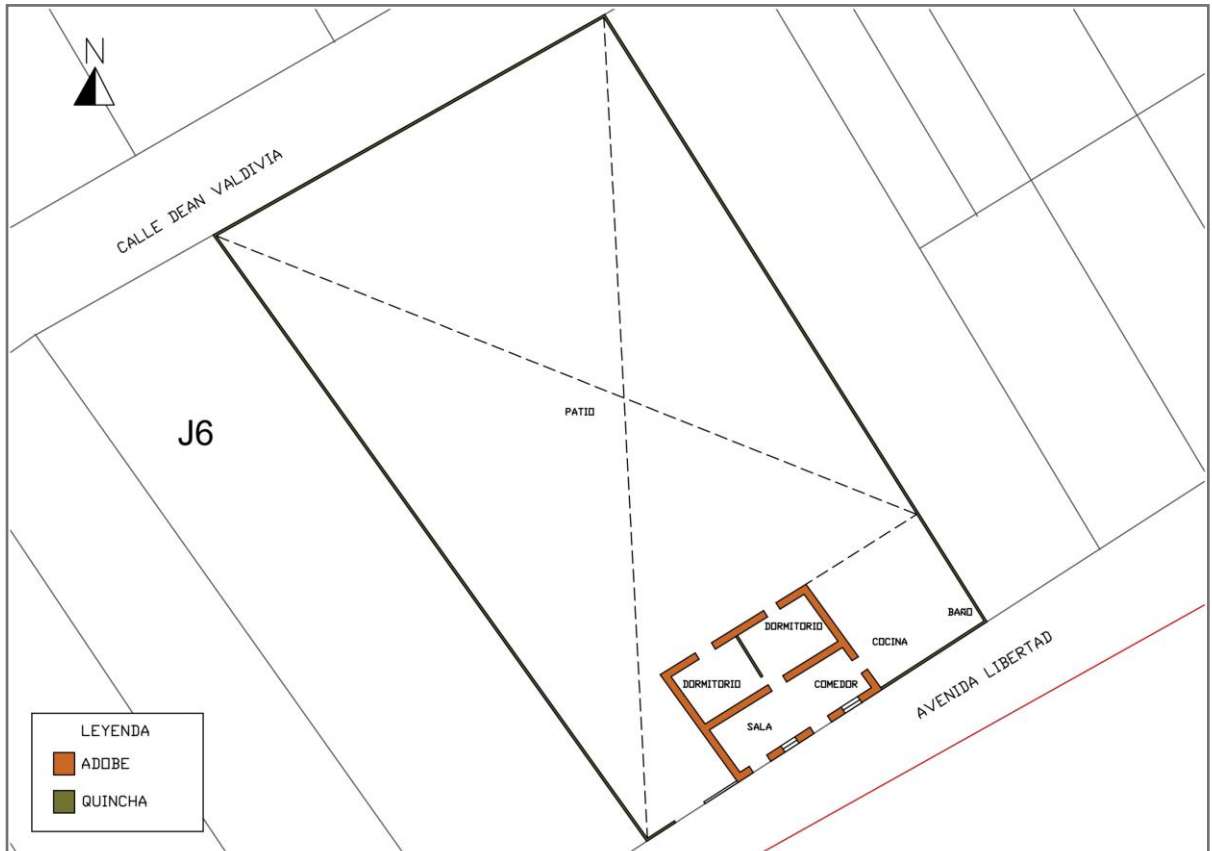 N
CALLE DEAN VALDIVIA
J6
PATIO
DORMITORIO
BAÑO
COCINA
DORMITORIO
COMEDOR
SALA
AVENIDA LIBERTAD
LEYENDA
ADOBE
QUINCHA